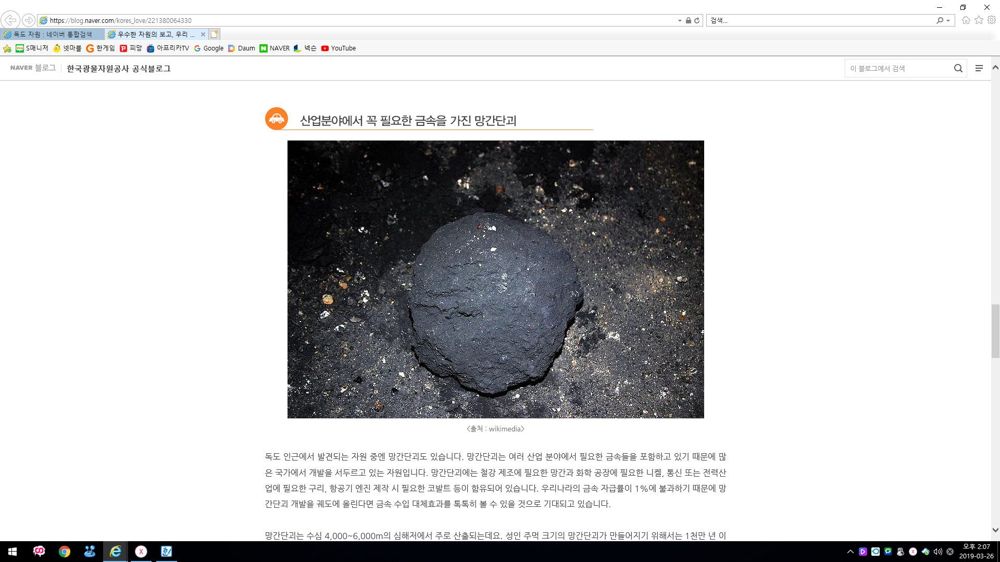 https://blog.naver.com/kores_love/221380064330
검색...
독도 자원 : 네이버 통합검색
우수한 자원의 보고, 우리 ...
S매니저 넷마블 한게임 피망 아프리카TV Google Daum NAVER 넥슨 YouTube
NAVER 블로그 한국광물자원공사 공식블로그
이 블로그에서 검색
산업분야에서 꼭 필요한 금속을 가진 망간단괴
<출처 : wikimedia>
독도 인근에서 발견되는 자원 중엔 망간단괴도 있습니다. 망간단괴는 여러 산업 분야에서 필요한 금속들을 포함하고 있기 때문에 많
은 국가에서 개발을 서두르고 있는 자원입니다. 망간단괴에는 철강 제조에 필요한 망간과 화학 공장에 필요한 니켈, 통신 또는 전력산
업에 필요한 구리, 항공기 엔진 제작 시 필요한 코발트 등이 함유되어 있습니다. 우리나라의 금속 자급률이 1%에 불과하기 때문에 망
간단괴 개발을 궤도에 올린다면 금속 수입 대체효과를 톡톡히 볼 수 있을 것으로 기대되고 있습니다.
망간단괴는 수심 4,000~6,000m의 심해저에서 주로 산출되는데요. 성인 주먹 크기의 망간단괴가 만들어지기 위해서는 1천만 년 이
오후 2:07
2019-03-26